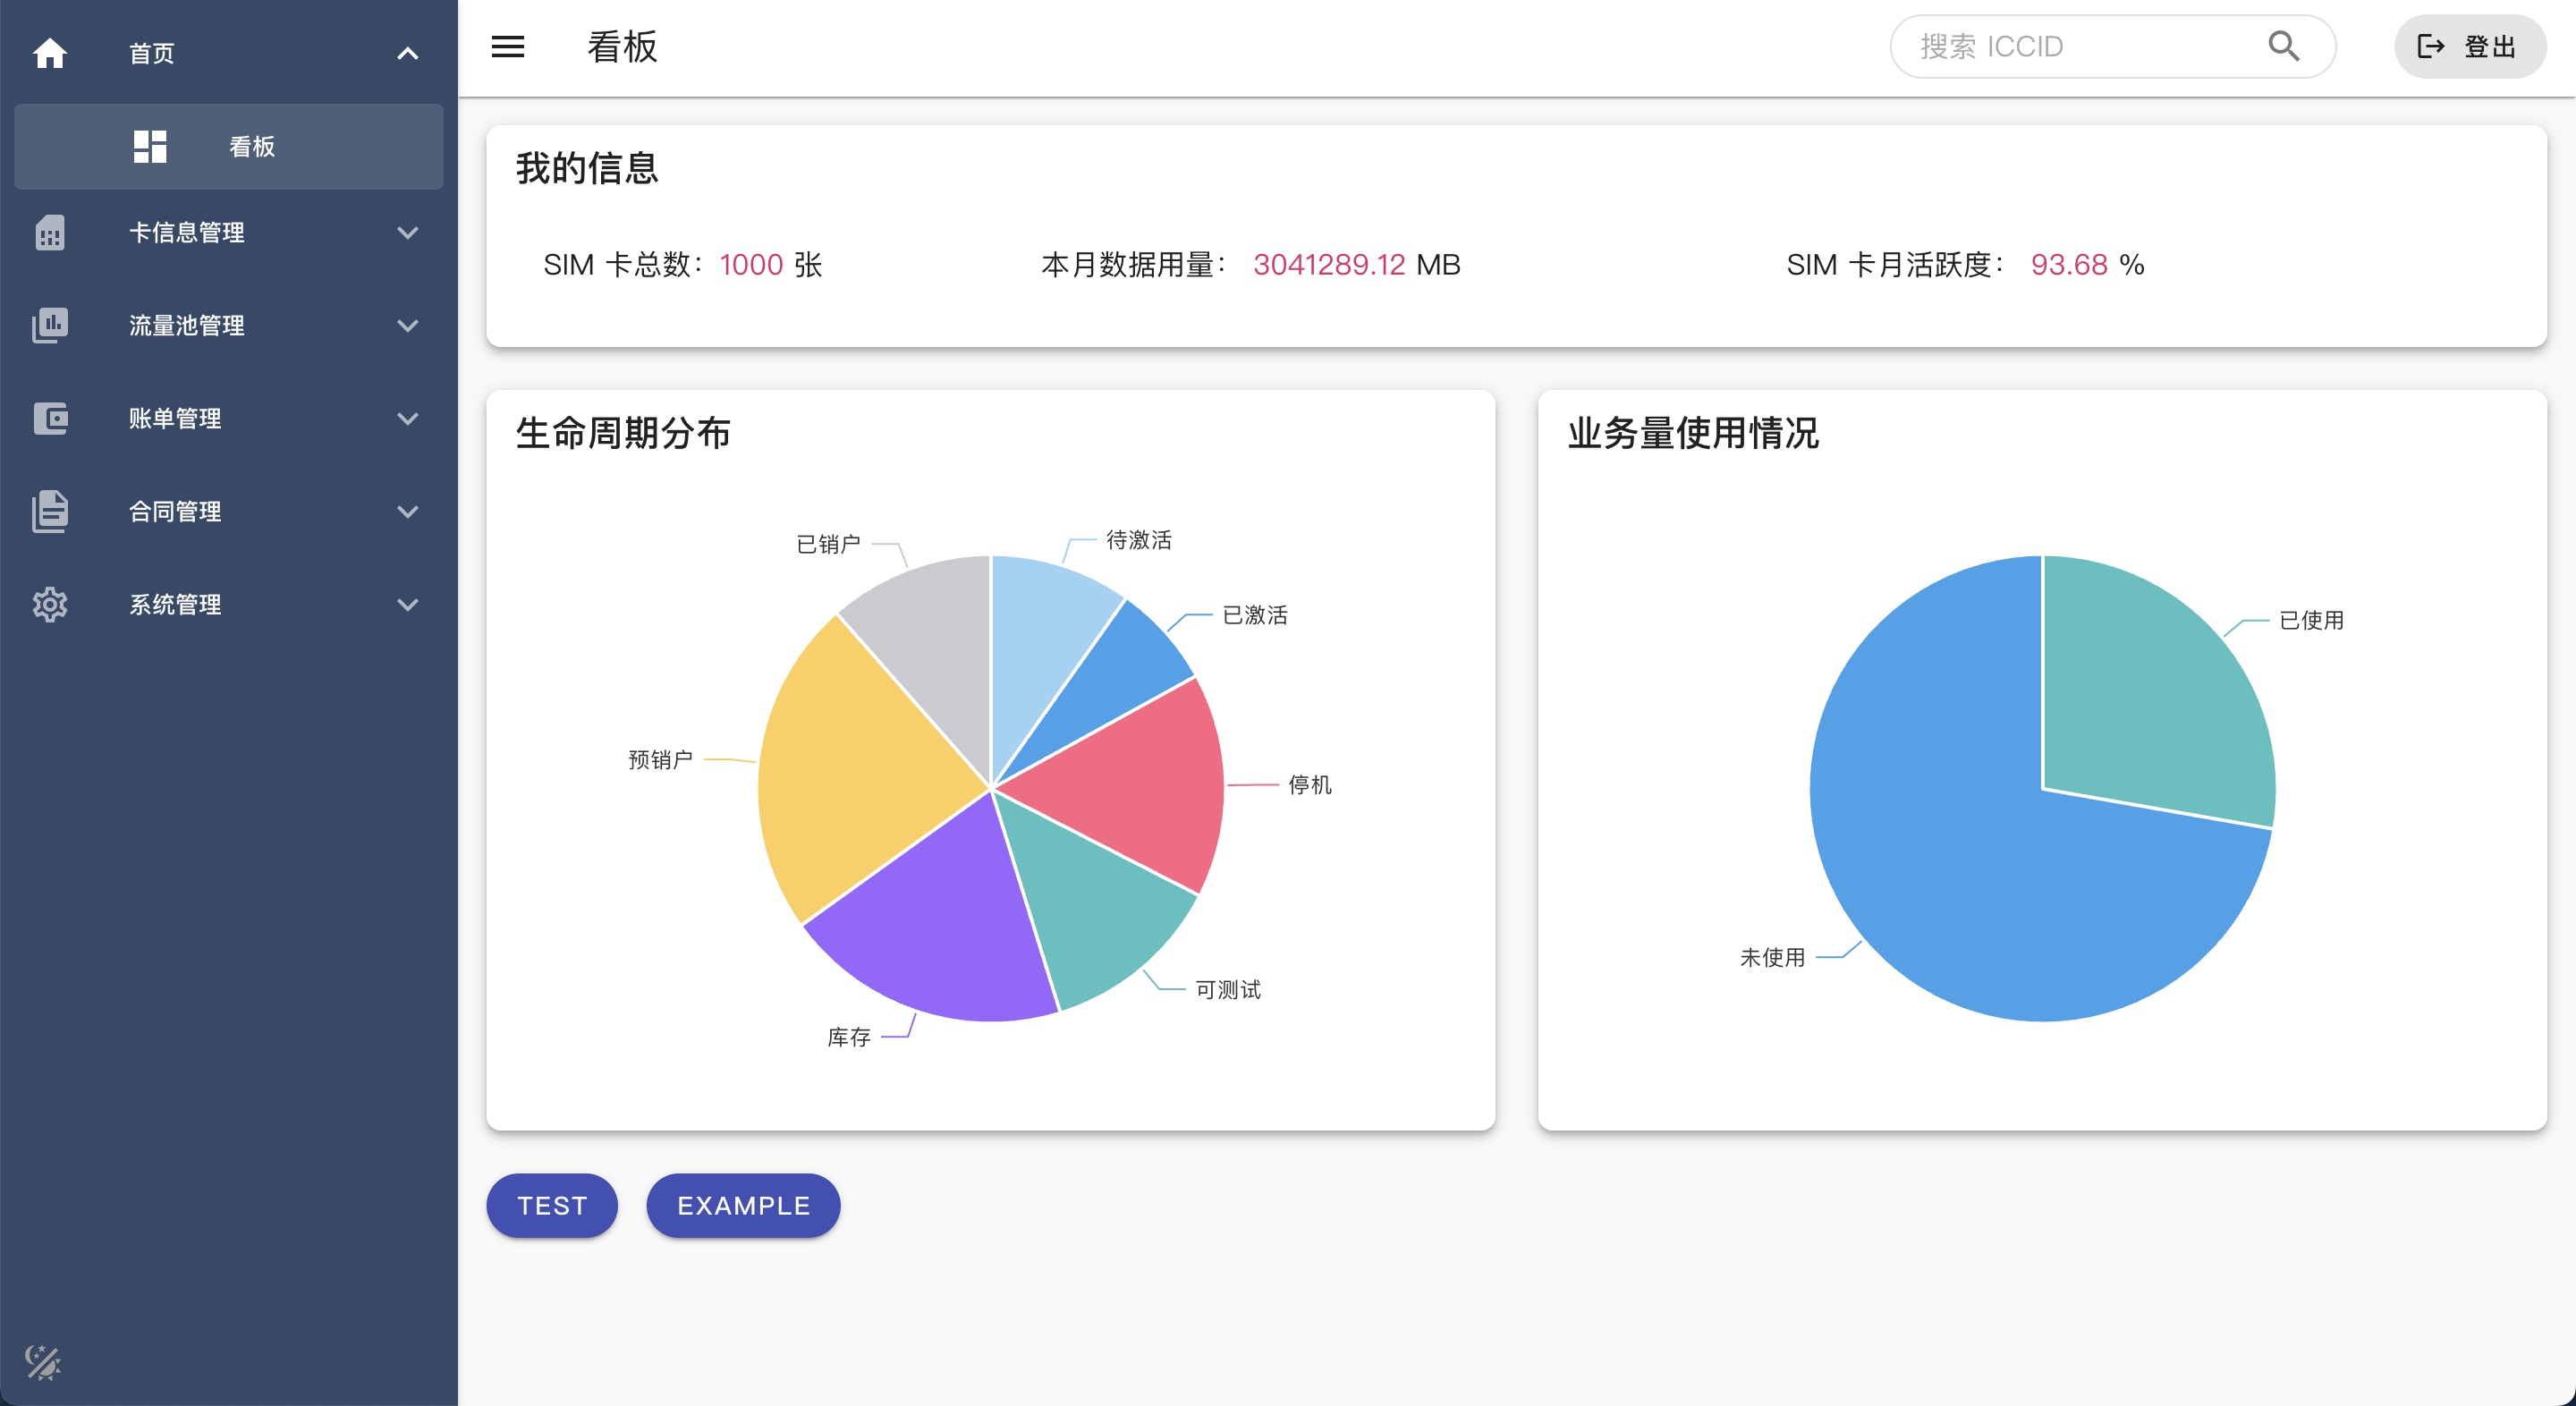 首页
看板
卡信息管理
流量池管理
账单管理
合同管理
系统管理
看板
搜索 ICCID
登出
我的信息
SIM 卡总数：1000 张
本月数据用量： 3041289.12 MB
SIM 卡月活跃度： 93.68 %
生命周期分布
已销户
待激活
已激活
预销户
停机
可测试
库存
业务量使用情况
已使用
未使用
TEST
EXAMPLE